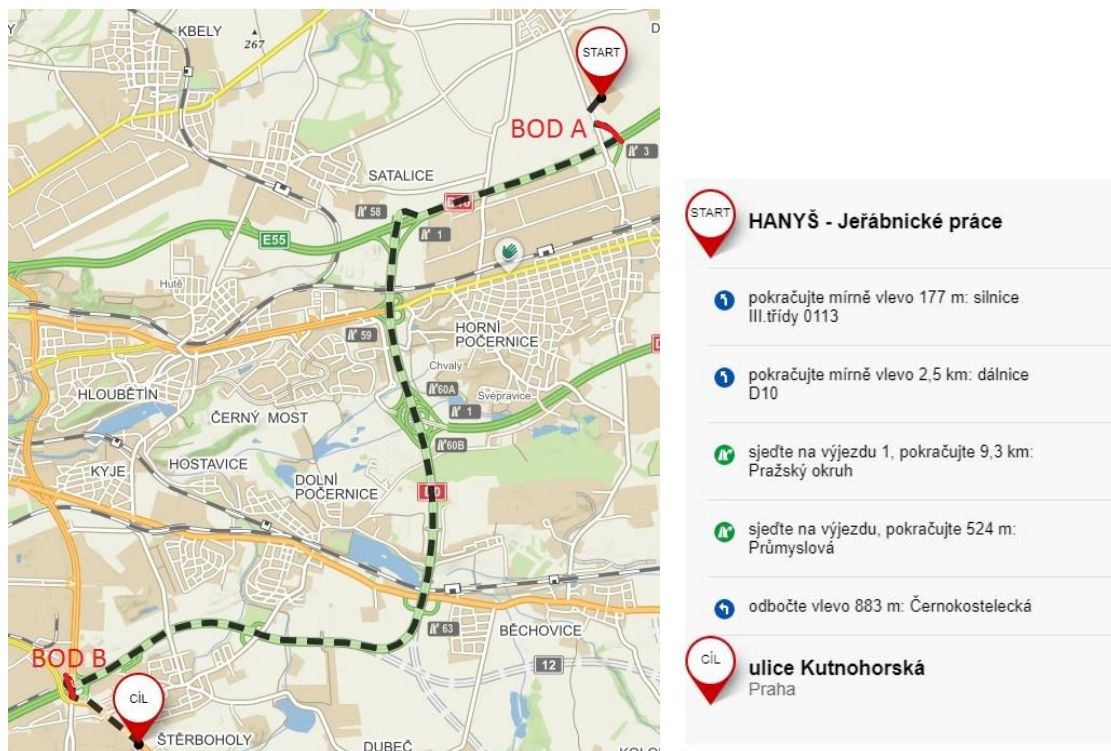 KBELY
267
START
BOD A
3
SATALICE
58
1
E55
Hutě
59
HORNÍ
POČERNICE
Chvaly
HLOUBĚTÍN
60A
Svépravice
1
ČERNÝ MOST
60B
KYJE
HOSTAVICE
DOLNÍ
POČERNICE
63
BĚCHOVICE
BOD B
12
CÍL
ŠTĚRBOHOLY
DUBEČ
START
HANYŠ - Jeřábnické práce
pokračujte mírně vlevo 177 m: silnice
III.třídy 0113
pokračujte mírně vlevo 2,5 km: dálnice
D10
sjeďte na výjezdu 1, pokračujte 9,3 km:
Pražský okruh
sjeďte na výjezdu, pokračujte 524 m:
Průmyslová
odbočte vlevo 883 m: Černokostelecká
CÍL
ulice Kutnohorská
Praha